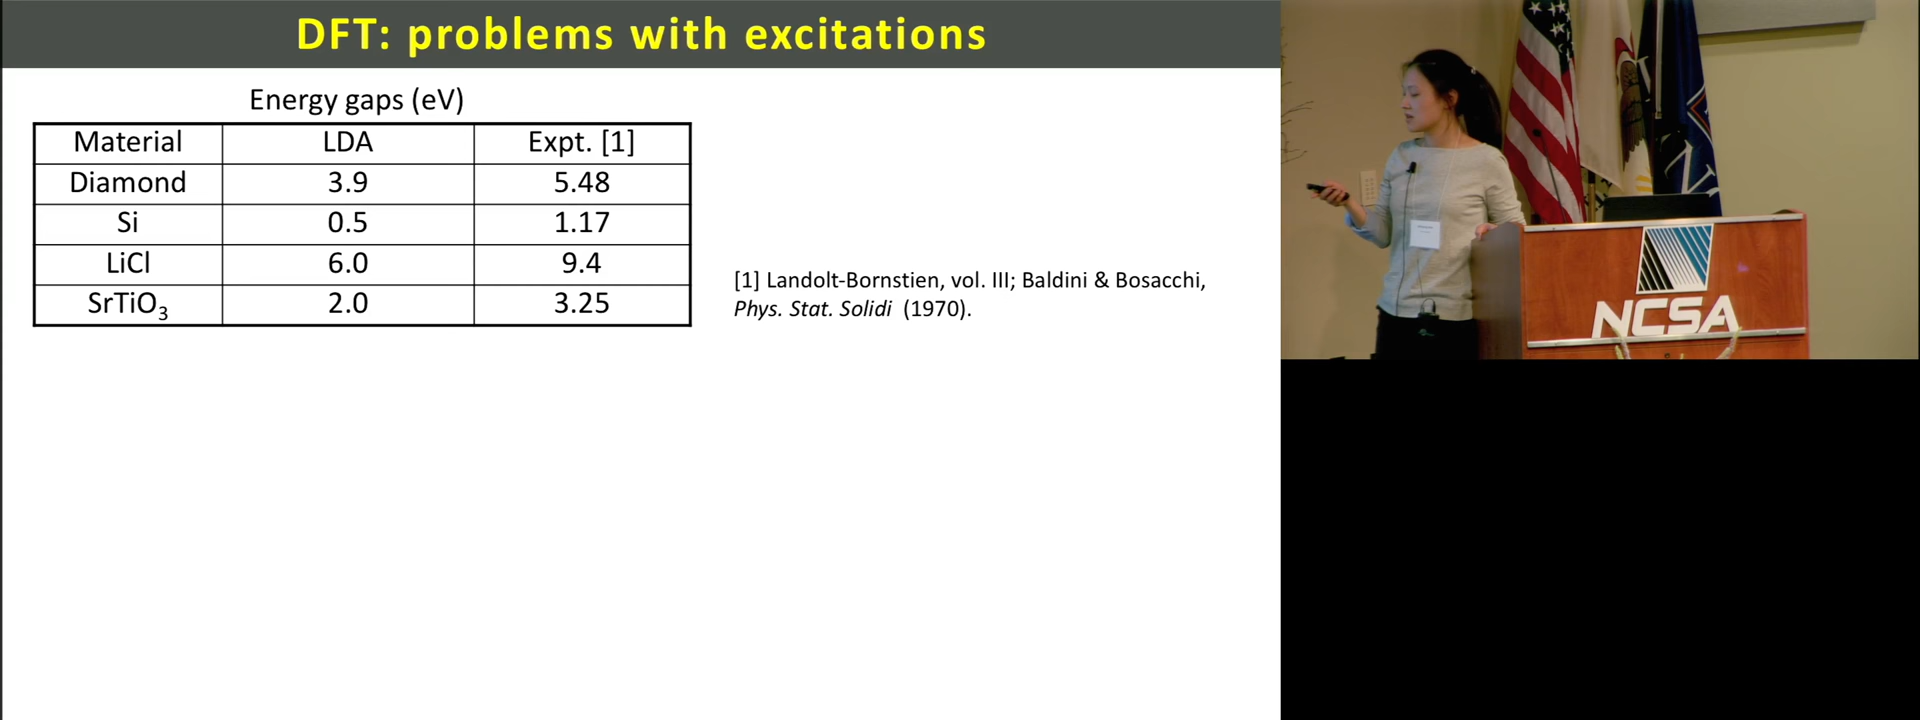 DFT: problems with excitations
Energy gaps (eV)
Material LDA Expt. [1]
Diamond 3.9 5.48
Si 0.5 1.17
LiCl 6.0 9.4
SrTiO3 2.0 3.25
[1] Landolt-Bornstien, vol. III; Baldini & Bosacchi,
Phys. Stat. Solidi (1970).
NCSA